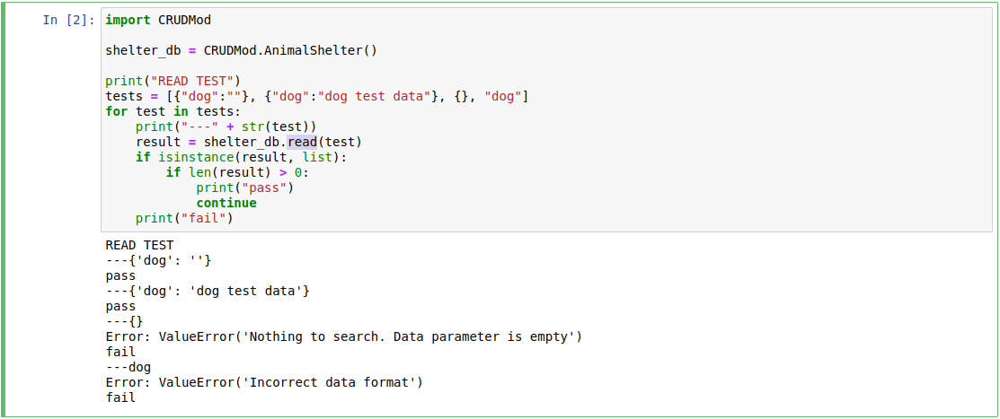 In [2]: import CRUDMod

shelter_db = CRUDMod.AnimalShelter()

print("READ TEST")
tests = [{"dog":""}, {"dog":"dog test data"}, {}, "dog"]
for test in tests:
    print("---" + str(test))
    result = shelter_db.read(test)
    if isinstance(result, list):
        if len(result) > 0:
            print("pass")
            continue
    print("fail")

READ TEST
---{'dog': ''}
pass
---{'dog': 'dog test data'}
pass
---{}
Error: ValueError('Nothing to search. Data parameter is empty')
fail
---dog
Error: ValueError('Incorrect data format')
fail